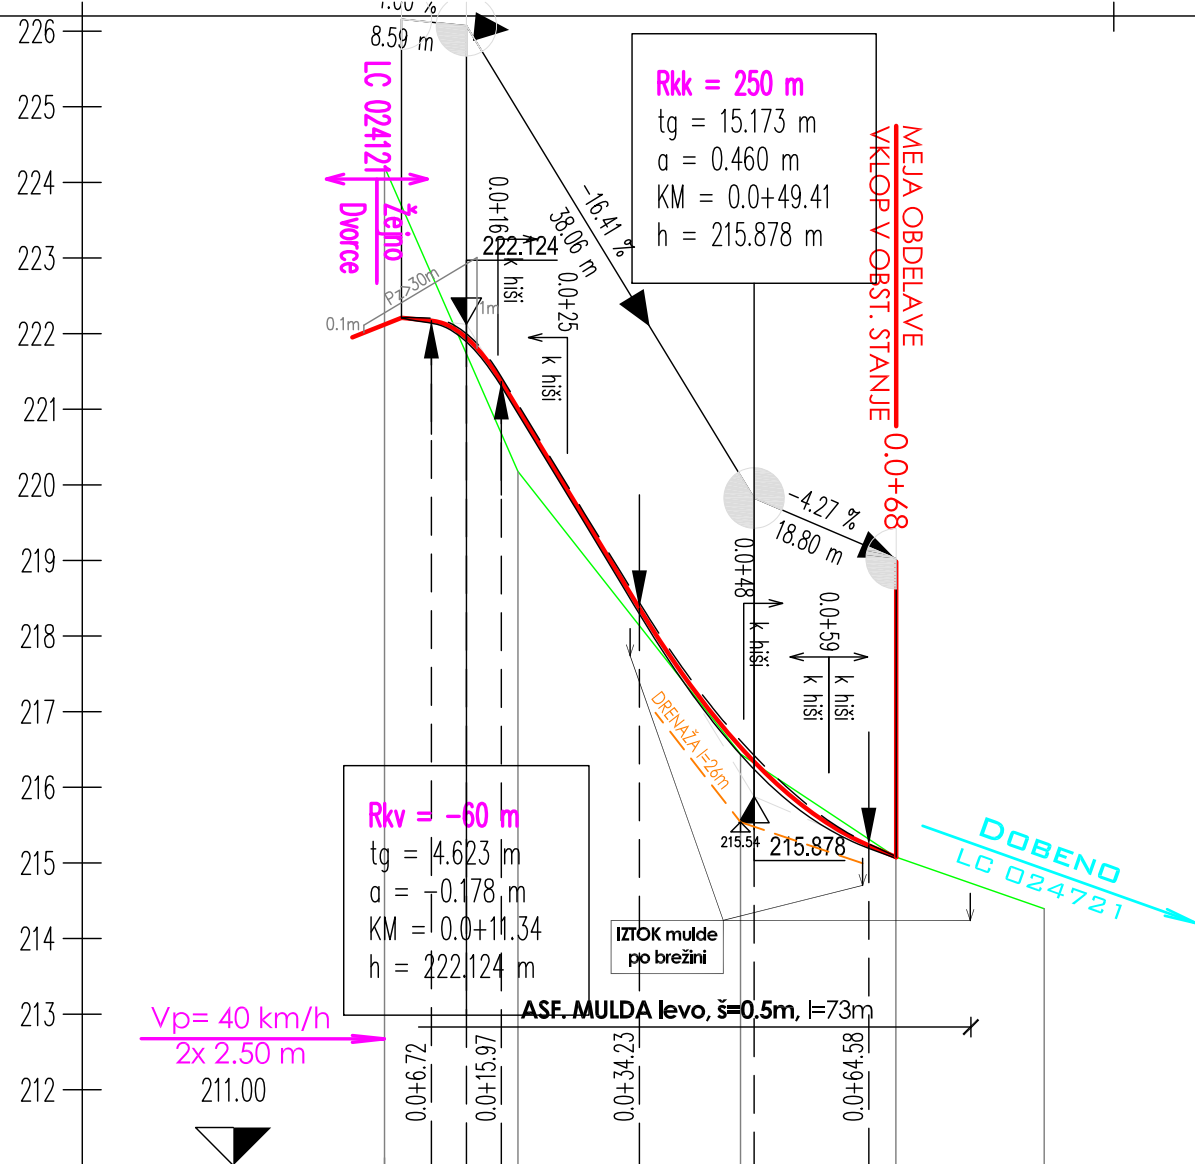 226
225
224
223
222
221
220
219
218
217
216
215
214
213
212
8.59 m
LC 024121
Žejno
Dvorce
Pz>30m
0.1m
1m
0.0+16
k hiši
222.124
0.0+25
k hiši
-16.41 %
38.06 m
Rkk = 250 m
tg = 15.173 m
a = 0.460 m
KM = 0.0+49.41
h = 215.878 m
MEJA OBDELAVE
VKLOP V OBST. STANJE
0.0+68
-4.27 %
18.80 m
0.0+48
k hiši
0.0+59
k hiši
k hiši
DRENAŽA l=26m
215.54
215.878
DOBENO
LC 024721
Rkv = -60 m
tg = 4.623 m
a = -0.178 m
KM = 0.0+11.34
h = 222.124 m
IZTOK mulde
po brežini
ASF. MULDA levo, š=0.5m, l=73m
Vp= 40 km/h
2x 2.50 m
211.00
0.0+6.72
0.0+15.97
0.0+34.23
0.0+64.58